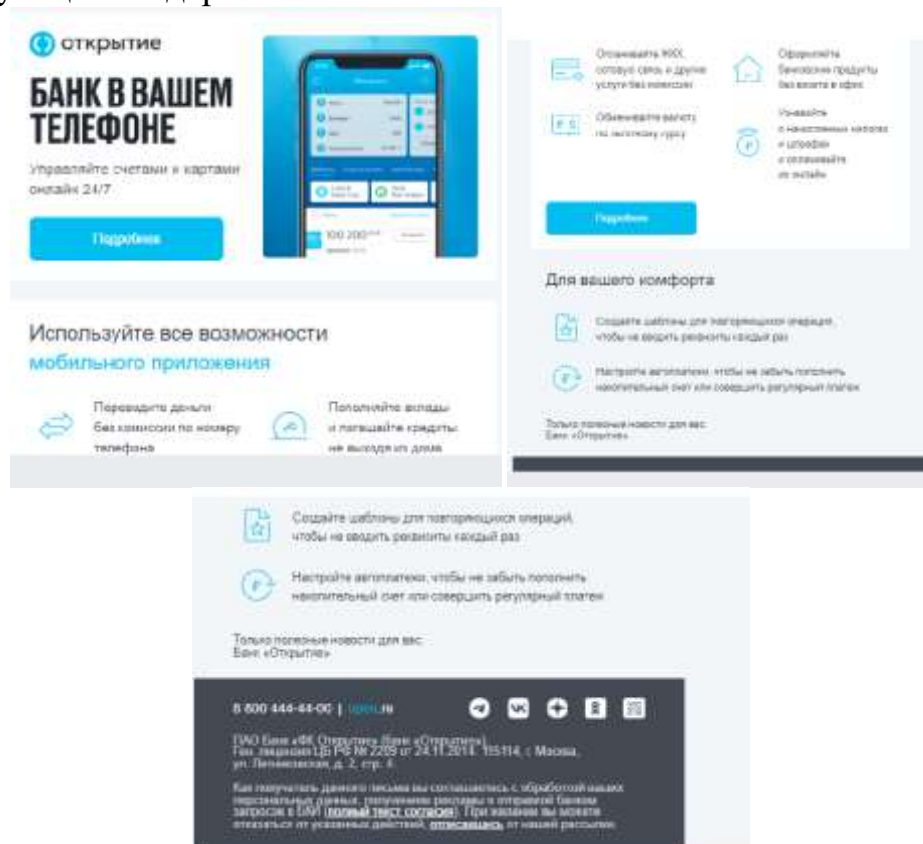 открытие
БАНК В ВАШЕМ
ТЕЛЕФОНЕ
Управляйте счетами и картами
онлайн 24/7
Подробнее
100 200
Используйте все возможности
мобильного приложения
Переводите деньги
без комиссии по номеру
телефона
Пополняйте вклады
и погашайте кредиты
не выходя из дома
Оплачивайте ЖКХ,
сотовую связь и другие
услуги без комиссии
Оформляйте
банковские продукты
без визита в офис
Обменивайте валюту
по льготному курсу
Узнавайте
о начисленных налогах
и штрафах
и оплачивайте
их онлайн
Подробнее
Для вашего комфорта
Создайте шаблоны для повторяющихся операций,
чтобы не вводить реквизиты каждый раз
Настройте автоплатежи, чтобы не забыть пополнить
накопительный счет или совершить регулярный платеж
Только полезные новости для вас
Банк «Открытие»
Создайте шаблоны для повторяющихся операций,
чтобы не вводить реквизиты каждый раз
Настройте автоплатежи, чтобы не забыть пополнить
накопительный счет или совершить регулярный платеж
Только полезные новости для вас
Банк «Открытие»
8 800 444-44-00 | open.ru
ПАО Банк «ФК Открытие» (банк «Открытие»).
Ген. лицензия ЦБ РФ № 2209 от 24.11.2014. 115114, г. Москва,
ул. Летниковская, д. 2, стр. 4.
Как получатель данного письма вы соглашаетесь с обработкой ваших
персональных данных, получением рекламы и отправкой банком
запросов в БКИ (полный текст согласия). При желании вы можете
отказаться от указанных действий, отписавшись от нашей рассылки.